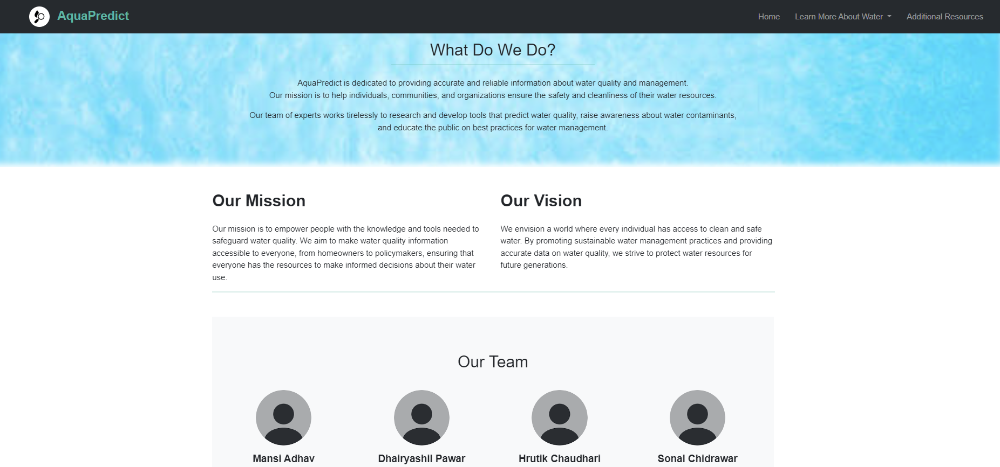 AquaPredict
Home
Learn More About Water
Additional Resources
What Do We Do?
AquaPredict is dedicated to providing accurate and reliable information about water quality and management.
Our mission is to help individuals, communities, and organizations ensure the safety and cleanliness of their water resources.
Our team of experts works tirelessly to research and develop tools that predict water quality, raise awareness about water contaminants,
and educate the public on best practices for water management.
Our Mission
Our mission is to empower people with the knowledge and tools needed to
safeguard water quality. We aim to make water quality information
accessible to everyone, from homeowners to policymakers, ensuring that
everyone has the resources to make informed decisions about their water
use.
Our Vision
We envision a world where every individual has access to clean and safe
water. By promoting sustainable water management practices and providing
accurate data on water quality, we strive to protect water resources for
future generations.
Our Team
Mansi Adhav
Dhairyashil Pawar
Hrutik Chaudhari
Sonal Chidrawar